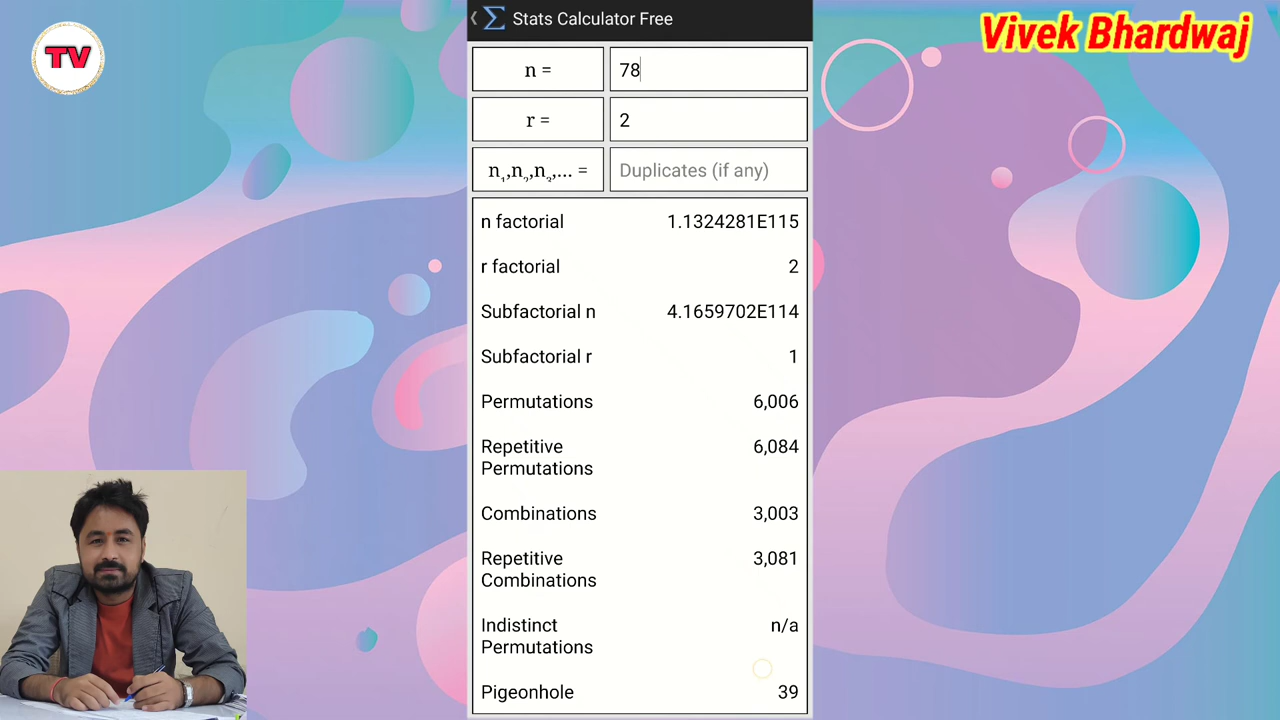 TV
Vivek Bhardwaj
Stats Calculator Free
n = 78
r = 2
n₁,n₂,n₃,... = Duplicates (if any)
n factorial 1.1324281E115
r factorial 2
Subfactorial n 4.1659702E114
Subfactorial r 1
Permutations 6,006
Repetitive
Permutations 6,084
Combinations 3,003
Repetitive
Combinations 3,081
Indistinct
Permutations n/a
Pigeonhole 39